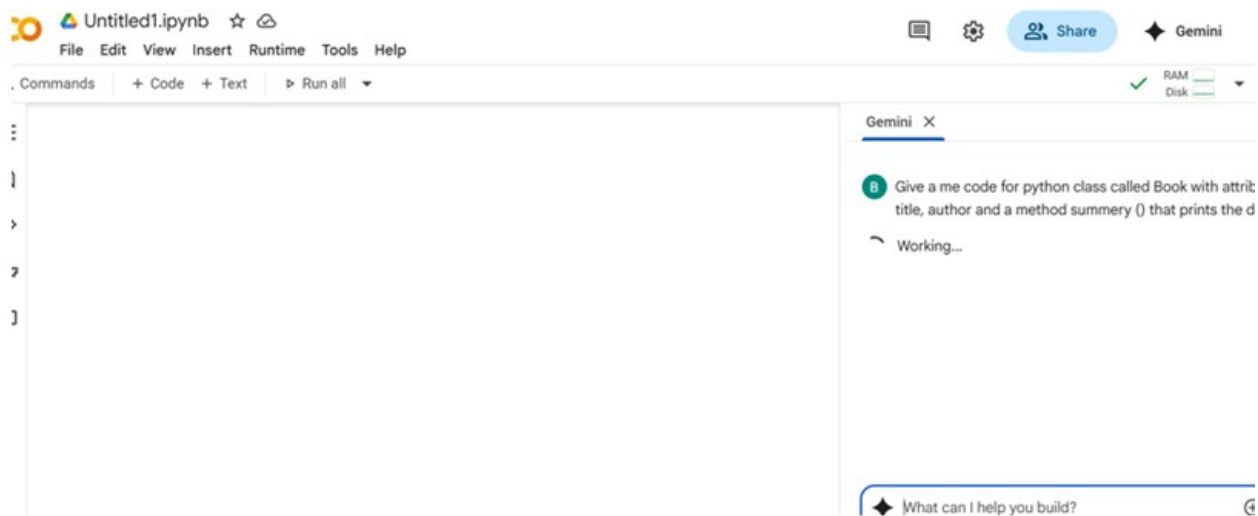 Untitled1.ipynb
File Edit View Insert Runtime Tools Help
Share
Gemini
Commands + Code + Text Run all
RAM
Disk
Gemini
B Give a me code for python class called Book with
title, author and a method summery () that prints the
Working...
What can I help you build?